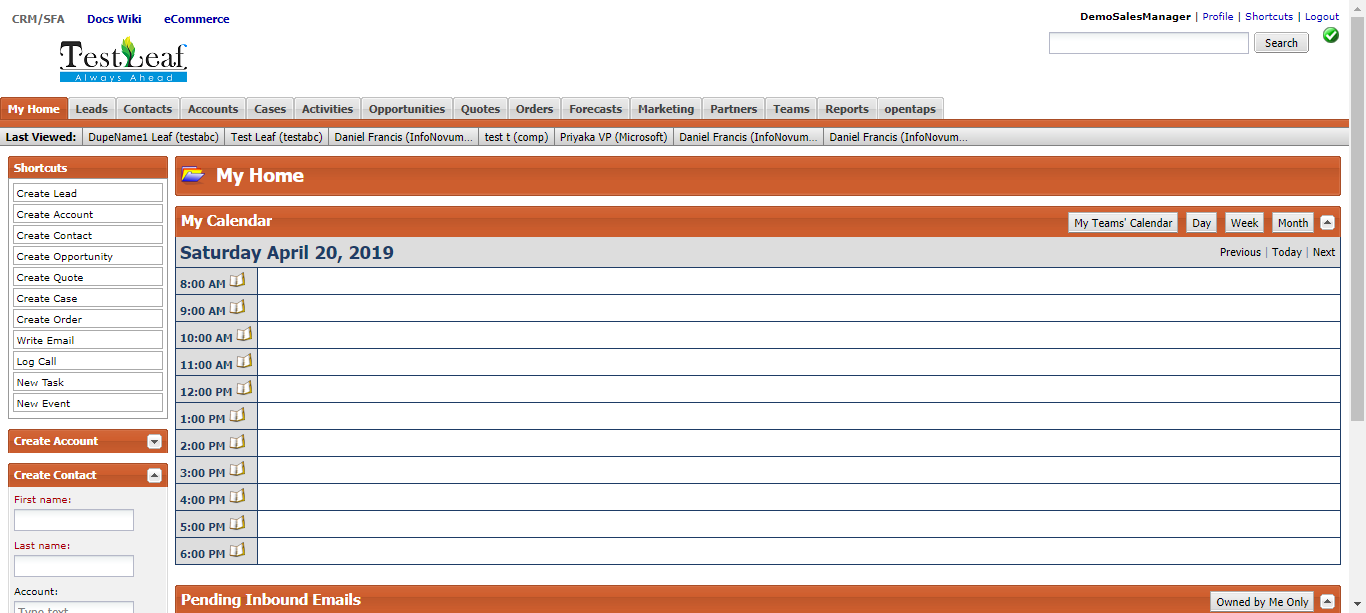 CRM/SFA Docs Wiki eCommerce
DemoSalesManager | Profile | Shortcuts | Logout
Search
TestLeaf
Always Ahead
My Home Leads Contacts Accounts Cases Activities Opportunities Quotes Orders Forecasts Marketing Partners Teams Reports opentaps
Last Viewed: DupeName1 Leaf (testabc) Test Leaf (testabc) Daniel Francis (InfoNovum... test t (comp) Priyaka VP (Microsoft) Daniel Francis (InfoNovum... Daniel Francis (InfoNovum...
Shortcuts
Create Lead
Create Account
Create Contact
Create Opportunity
Create Quote
Create Case
Create Order
Write Email
Log Call
New Task
New Event
Create Account
Create Contact
First name:
Last name:
Account:
Type text
My Home
My Calendar My Teams' Calendar Day Week Month
Saturday April 20, 2019 Previous | Today | Next
8:00 AM
9:00 AM
10:00 AM
11:00 AM
12:00 PM
1:00 PM
2:00 PM
3:00 PM
4:00 PM
5:00 PM
6:00 PM
Pending Inbound Emails Owned by Me Only